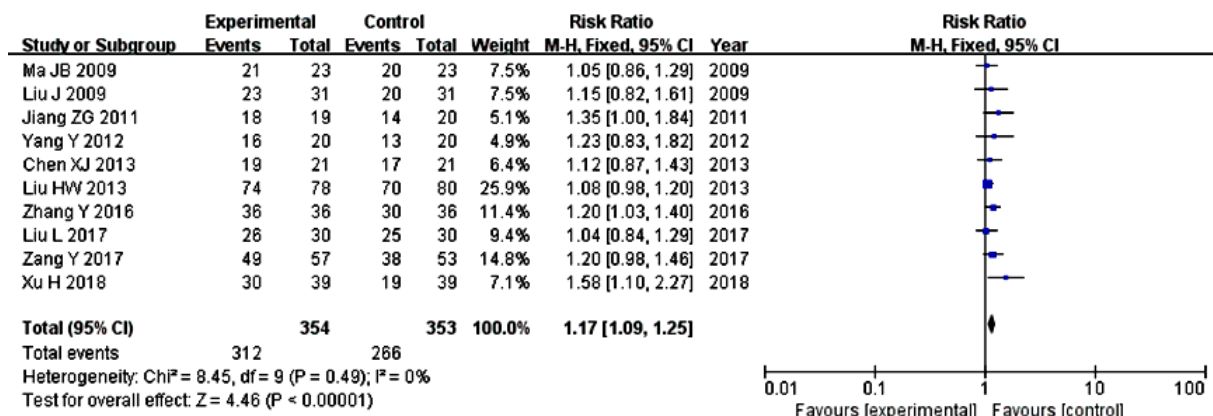 Experimental Control Risk Ratio Risk Ratio
Study or Subgroup Events Total Events Total Weight M-H, Fixed, 95% CI Year M-H, Fixed, 95% CI
Ma JB 2009 21 23 20 23 7.5% 1.05 [0.86, 1.29] 2009
Liu J 2009 23 31 20 31 7.5% 1.15 [0.82, 1.61] 2009
Jiang ZG 2011 18 19 14 20 5.1% 1.35 [1.00, 1.84] 2011
Yang Y 2012 16 20 13 20 4.9% 1.23 [0.83, 1.82] 2012
Chen XJ 2013 19 21 17 21 6.4% 1.12 [0.87, 1.43] 2013
Liu HW 2013 74 78 70 80 25.9% 1.08 [0.98, 1.20] 2013
Zhang Y 2016 36 36 30 36 11.4% 1.20 [1.03, 1.40] 2016
Liu L 2017 26 30 25 30 9.4% 1.04 [0.84, 1.29] 2017
Zang Y 2017 49 57 38 53 14.8% 1.20 [0.98, 1.46] 2017
Xu H 2018 30 39 19 39 7.1% 1.58 [1.10, 2.27] 2018
Total (95% CI) 354 353 100.0% 1.17 [1.09, 1.25]
Total events 312 266
Heterogeneity: Chi² = 8.45, df = 9 (P = 0.49); I² = 0%
Test for overall effect: Z = 4.46 (P < 0.00001)
0.01 0.1 1 10 100
Favours [experimental] Favours [control]